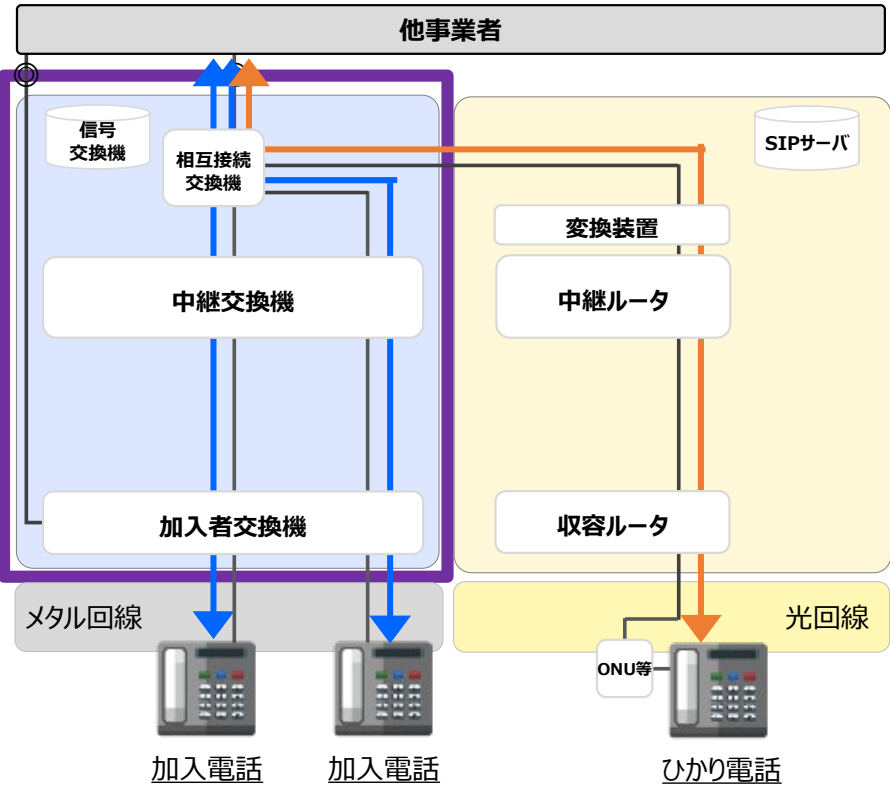 他事業者
信号
交換機
相互接続
交換機
SIPサーバ
変換装置
中継交換機
中継ルータ
加入者交換機
収容ルータ
メタル回線
光回線
ONU等
加入電話
加入電話
ひかり電話